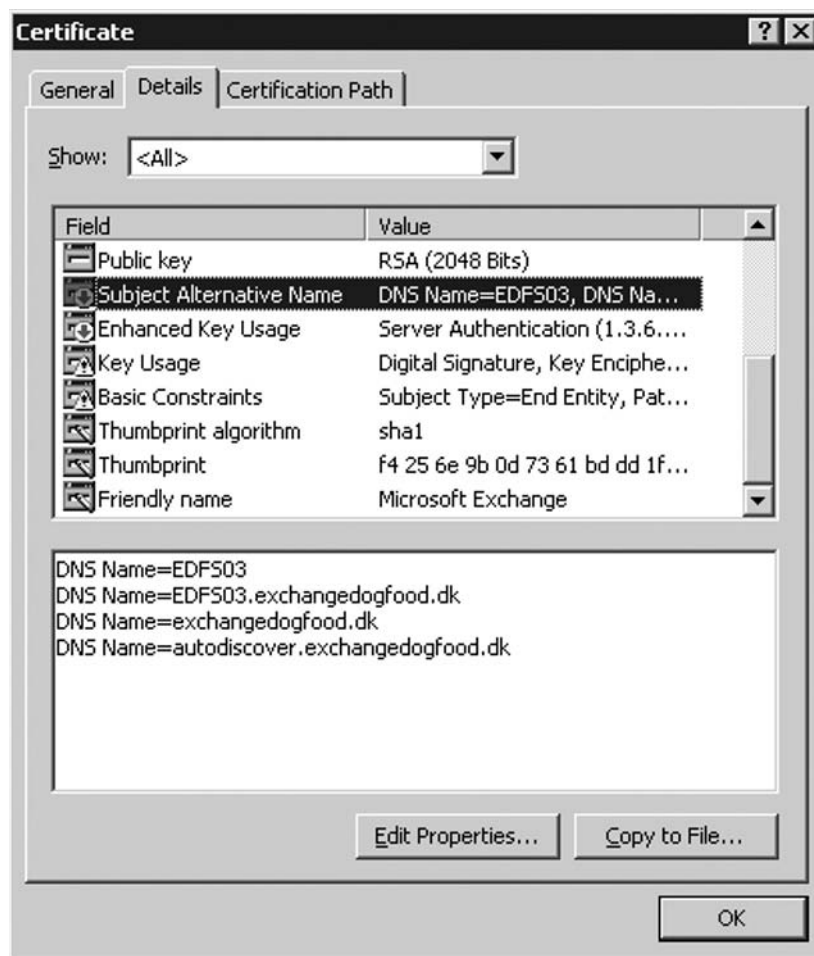 Certificate
General Details Certification Path
Show: <All>
Field Value
Public key RSA (2048 Bits)
Subject Alternative Name DNS Name=EDFS03, DNS Na...
Enhanced Key Usage Server Authentication (1.3.6....
Key Usage Digital Signature, Key Enciphe...
Basic Constraints Subject Type=End Entity, Pat...
Thumbprint algorithm sha1
Thumbprint f4 25 6e 9b 0d 73 61 bd dd 1f...
Friendly name Microsoft Exchange
DNS Name=EDFS03
DNS Name=EDFS03.exchangedogfood.dk
DNS Name=exchangedogfood.dk
DNS Name=autodiscover.exchangedogfood.dk
Edit Properties... Copy to File...
OK